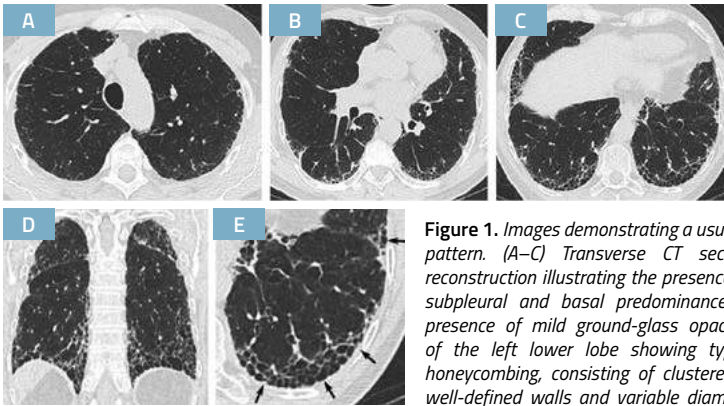 A
B
C
D
E
Figure 1. Images demonstrating a usu
pattern. (A–C) Transverse CT sec
reconstruction illustrating the presenc
subpleural and basal predominance
presence of mild ground-glass opac
of the left lower lobe showing ty
honeycombing, consisting of clustere
well-defined walls and variable diam